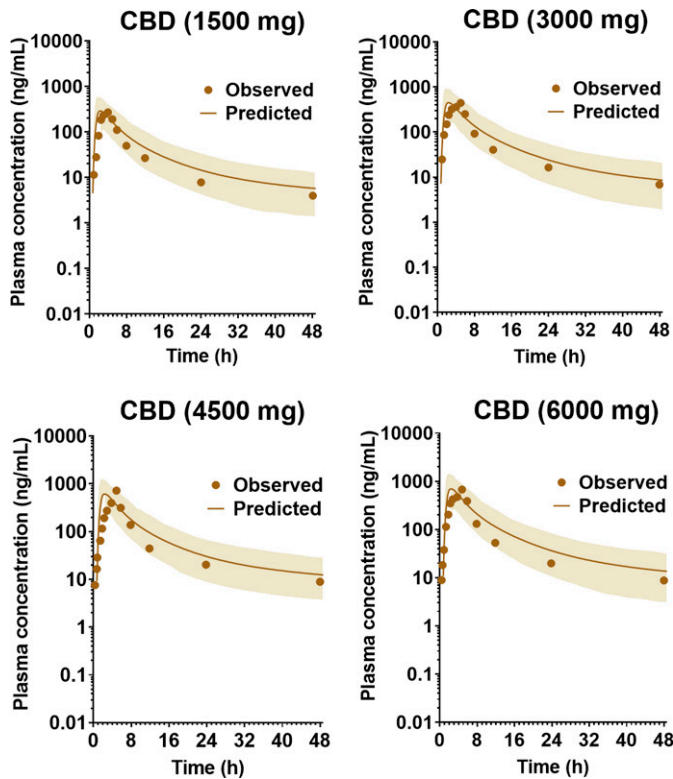 CBD (1500 mg)
Plasma concentration (ng/mL)
10000
1000
100
10
1
0.1
0.01
Observed
Predicted
0 8 16 24 32 40 48
Time (h)
CBD (3000 mg)
Plasma concentration (ng/mL)
10000
1000
100
10
1
0.1
0.01
Observed
Predicted
0 8 16 24 32 40 48
Time (h)
CBD (4500 mg)
Plasma concentration (ng/mL)
10000
1000
100
10
1
0.1
0.01
Observed
Predicted
0 8 16 24 32 40 48
Time (h)
CBD (6000 mg)
Plasma concentration (ng/mL)
10000
1000
100
10
1
0.1
0.01
Observed
Predicted
0 8 16 24 32 40 48
Time (h)